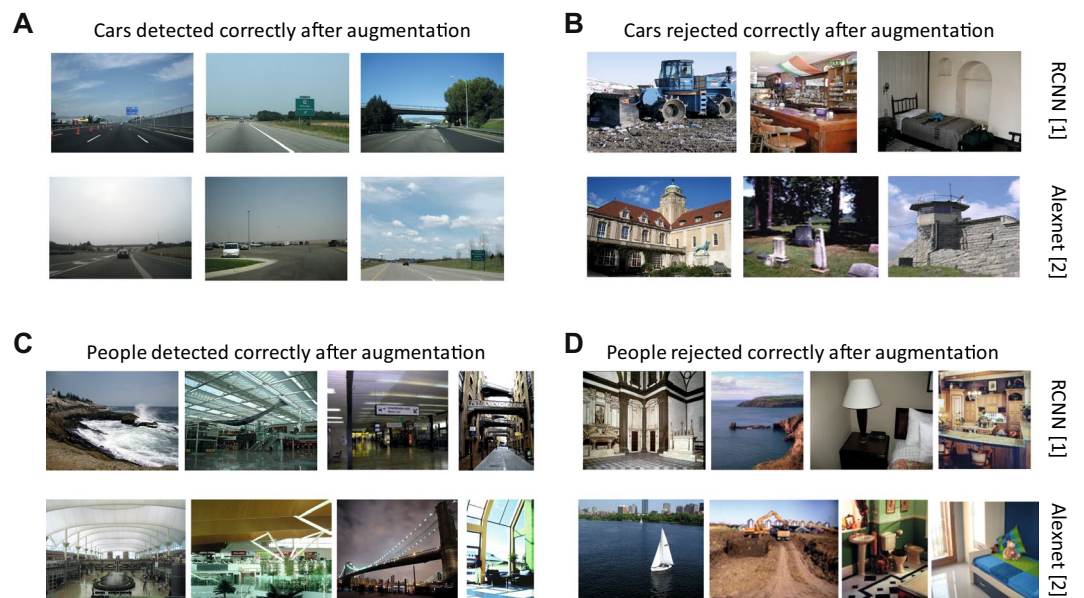 A
Cars detected correctly after augmentation
B
Cars rejected correctly after augmentation
RCNN [1]
Alexnet [2]
C
People detected correctly after augmentation
D
People rejected correctly after augmentation
RCNN [1]
Alexnet [2]